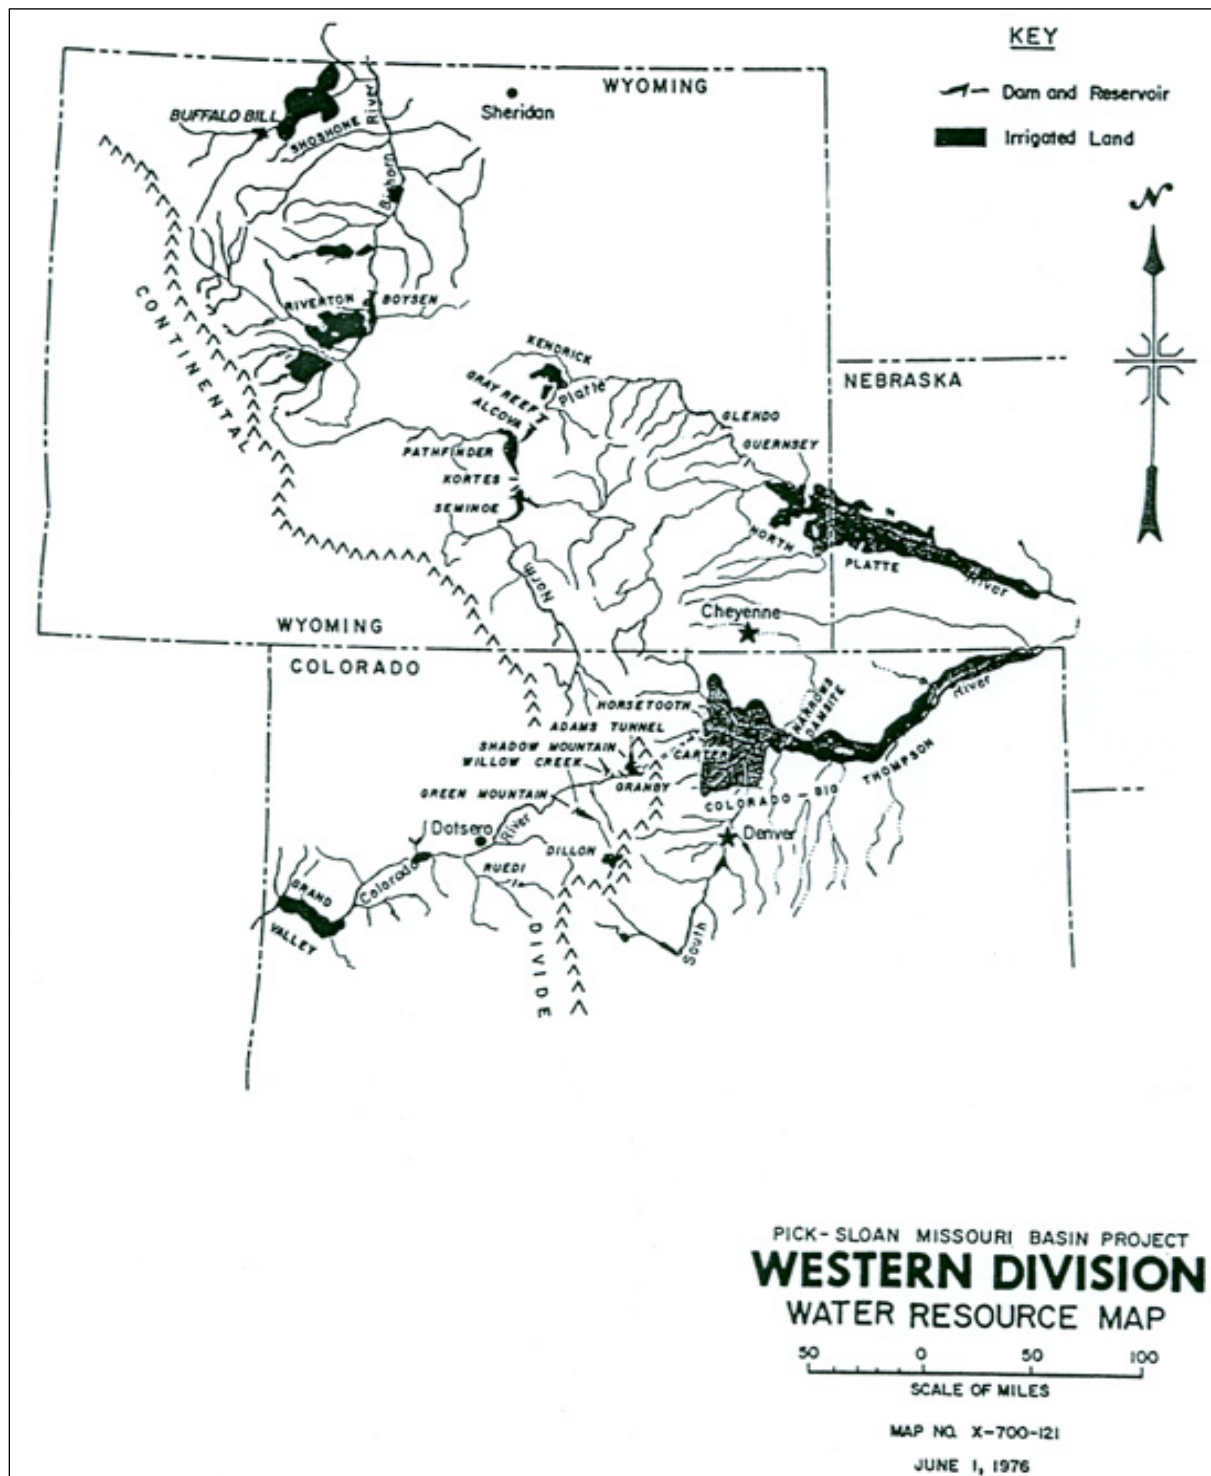 KEY
WYOMING
Dam and Reservoir
Sheridan
BUFFALO BILL
SHOSHONE
River
Irrigated Land
Bighorn
N
CONTINENTAL
RIVERTON
BOYSEN
KENDRICK
NEBRASKA
GRAY REEF
Platte
ALCOVA
GLENDO
GUERNSEY
PATHFINDER
KORTES
SEMINOE
NORTH
PLATTE
River
North
Cheyenne
WYOMING
COLORADO
HORSETOOTH
NARROWS
DAMSITE
River
ADAMS TUNNEL
SHADOW MOUNTAIN
WILLOW CREEK
CARTER
THOMPSON
GRANBY
GREEN MOUNTAIN
COLORADO - BIG
River
Dotsero
Denver
DILLON
RUEDI
Colorado
GRAND
VALLEY
South
DIVIDE
PICK-SLOAN MISSOURI BASIN PROJECT
WESTERN DIVISION
WATER RESOURCE MAP
50 0 50 100
SCALE OF MILES
MAP NO. X-700-121
JUNE 1, 1976